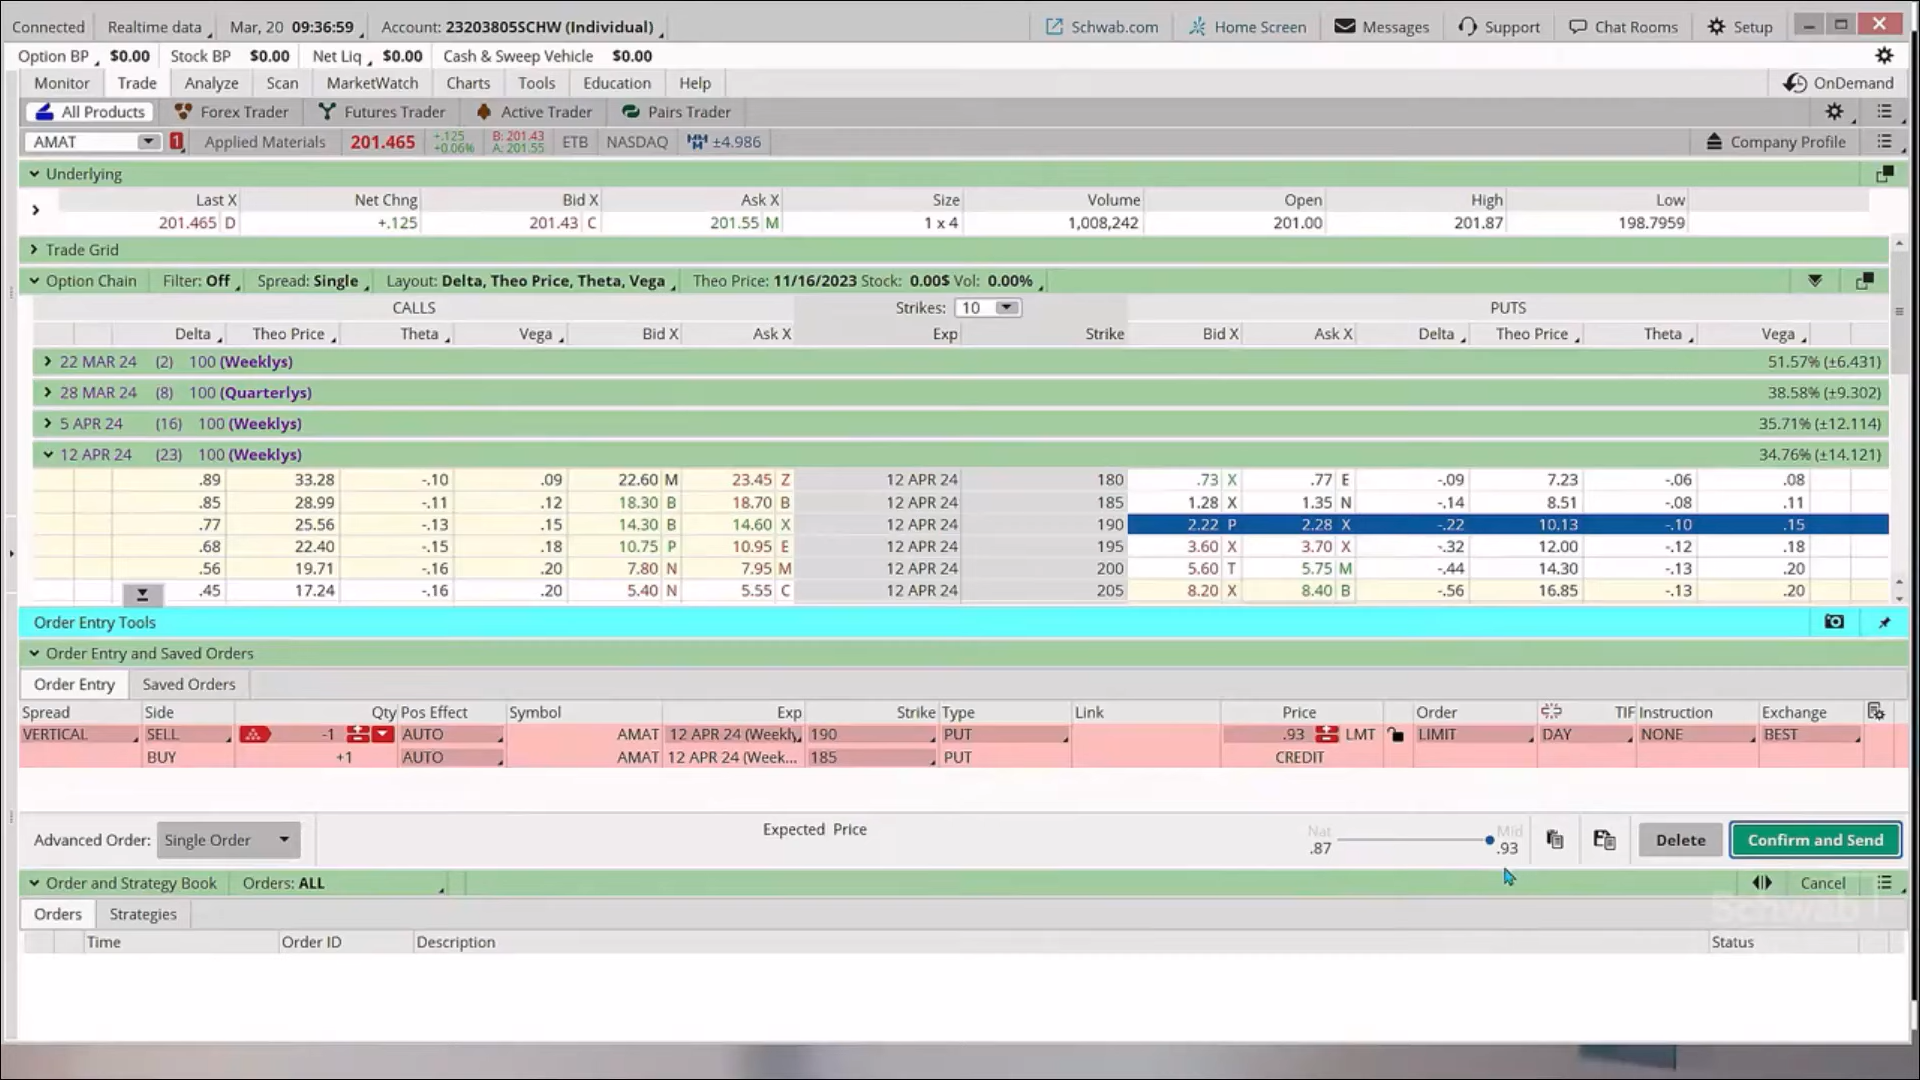 Connected Realtime data Mar, 20 09:36:59 Account: 23203805SCHW (Individual) Schwab.com Home Screen Messages Support Chat Rooms Setup
Option BP $0.00 Stock BP $0.00 Net Liq $0.00 Cash & Sweep Vehicle $0.00
Monitor Trade Analyze Scan MarketWatch Charts Tools Education Help OnDemand
All Products Forex Trader Futures Trader Active Trader Pairs Trader
AMAT 1 Applied Materials 201.465 +.125 +0.06% B: 201.43 A: 201.55 ETB NASDAQ ±4.986 Company Profile
Underlying
Last X Net Chng Bid X Ask X Size Volume Open High Low
201.465 D +.125 201.43 C 201.55 M 1 x 4 1,008,242 201.00 201.87 198.7959
Trade Grid
Option Chain Filter: Off Spread: Single Layout: Delta, Theo Price, Theta, Vega Theo Price: 11/16/2023 Stock: 0.00$ Vol: 0.00%
CALLS Strikes: 10 PUTS
Delta Theo Price Theta Vega Bid X Ask X Exp Strike Bid X Ask X Delta Theo Price Theta Vega
22 MAR 24 (2) 100 (Weeklys) 51.57% (±6.431)
28 MAR 24 (8) 100 (Quarterlys) 38.58% (±9.302)
5 APR 24 (16) 100 (Weeklys) 35.71% (±12.114)
12 APR 24 (23) 100 (Weeklys) 34.76% (±14.121)
.89 33.28 -.10 .09 22.60 M 23.45 Z 12 APR 24 180 .73 X .77 E -.09 7.23 -.06 .08
.85 28.99 -.11 .12 18.30 B 18.70 B 12 APR 24 185 1.28 X 1.35 N -.14 8.51 -.08 .11
.77 25.56 -.13 .15 14.30 B 14.60 X 12 APR 24 190 2.22 P 2.28 X -.22 10.13 -.10 .15
.68 22.40 -.15 .18 10.75 P 10.95 E 12 APR 24 195 3.60 X 3.70 X -.32 12.00 -.12 .18
.56 19.71 -.16 .20 7.80 N 7.95 M 12 APR 24 200 5.60 T 5.75 M -.44 14.30 -.13 .20
.45 17.24 -.16 .20 5.40 N 5.55 C 12 APR 24 205 8.20 X 8.40 B -.56 16.85 -.13 .20
Order Entry Tools
Order Entry and Saved Orders
Order Entry Saved Orders
Spread Side Qty Pos Effect Symbol Exp Strike Type Link Price Order TIF Instruction Exchange
VERTICAL SELL -1 AUTO AMAT 12 APR 24 (Weekly 190 PUT .93 LMT LIMIT DAY NONE BEST
BUY +1 AUTO AMAT 12 APR 24 (Week... 185 PUT CREDIT
Advanced Order: Single Order Expected Price Nat .87 Mid .93 Delete Confirm and Send
Order and Strategy Book Orders: ALL Cancel
Schwab
Orders Strategies
Time Order ID Description Status